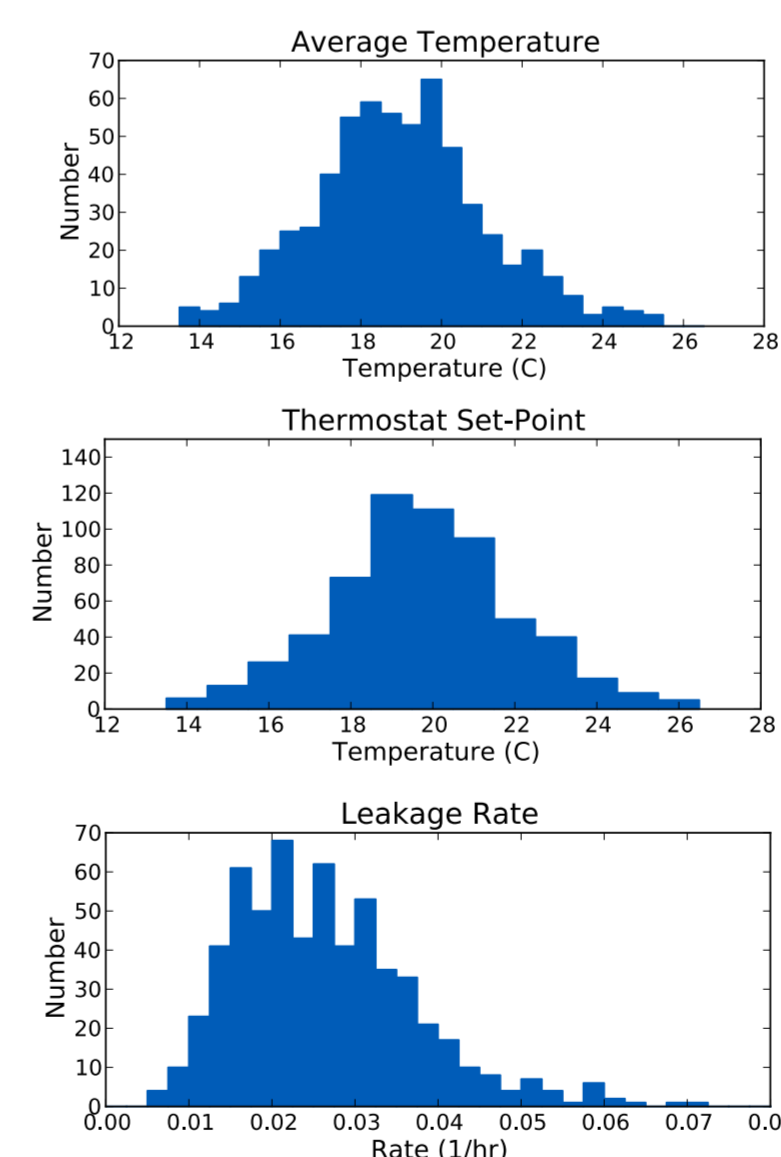 Average Temperature
70
60
50
40
30
20
10
0
Number
12 14 16 18 20 22 24 26 28
Temperature (C)
Thermostat Set-Point
140
120
100
80
60
40
20
0
Number
12 14 16 18 20 22 24 26 28
Temperature (C)
Leakage Rate
70
60
50
40
30
20
10
0
Number
0.00 0.01 0.02 0.03 0.04 0.05 0.06 0.07 0.0
Rate (1/hr)